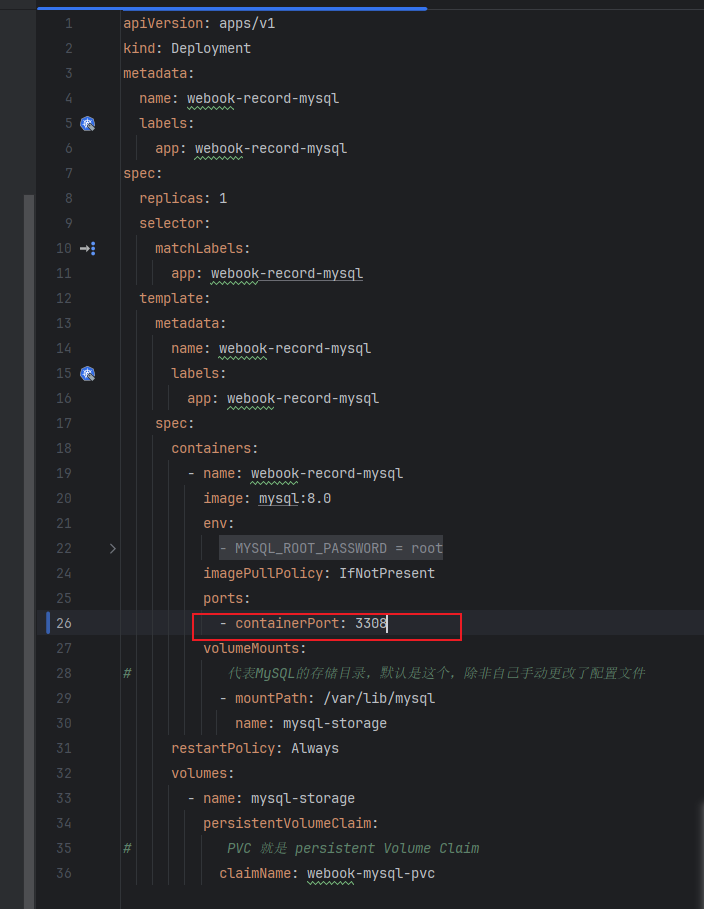 1 apiVersion: apps/v1
2 kind: Deployment
3 metadata:
4   name: webook-record-mysql
5   labels:
6     app: webook-record-mysql
7 spec:
8   replicas: 1
9   selector:
10     matchLabels:
11       app: webook-record-mysql
12   template:
13     metadata:
14       name: webook-record-mysql
15       labels:
16         app: webook-record-mysql
17     spec:
18       containers:
19         - name: webook-record-mysql
20           image: mysql:8.0
21           env:
22             - MYSQL_ROOT_PASSWORD = root
24           imagePullPolicy: IfNotPresent
25           ports:
26             - containerPort: 3308
27           volumeMounts:
28 #            代表MySQL的存储目录，默认是这个，除非自己手动更改了配置文件
29             - mountPath: /var/lib/mysql
30               name: mysql-storage
31       restartPolicy: Always
32       volumes:
33         - name: mysql-storage
34           persistentVolumeClaim:
35 #            PVC 就是 persistent Volume Claim
36             claimName: webook-mysql-pvc